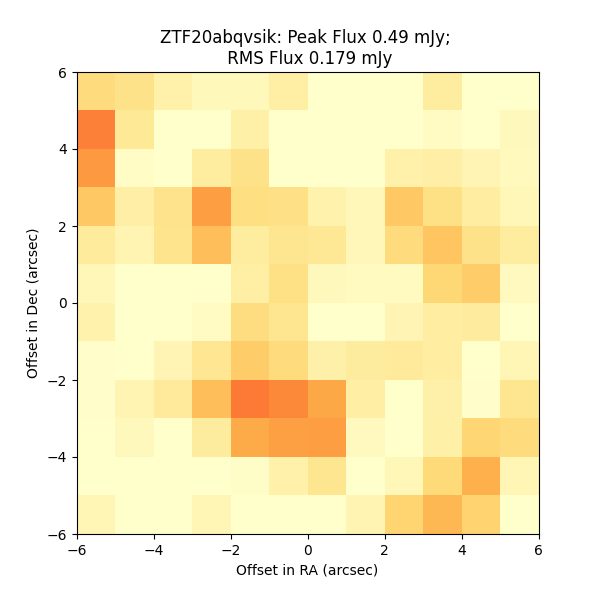 ZTF20abqvsik: Peak Flux 0.49 mJy;
RMS Flux 0.179 mJy
6
4
2
0
−2
−4
−6
Offset in Dec (arcsec)
−6 −4 −2 0 2 4 6
Offset in RA (arcsec)